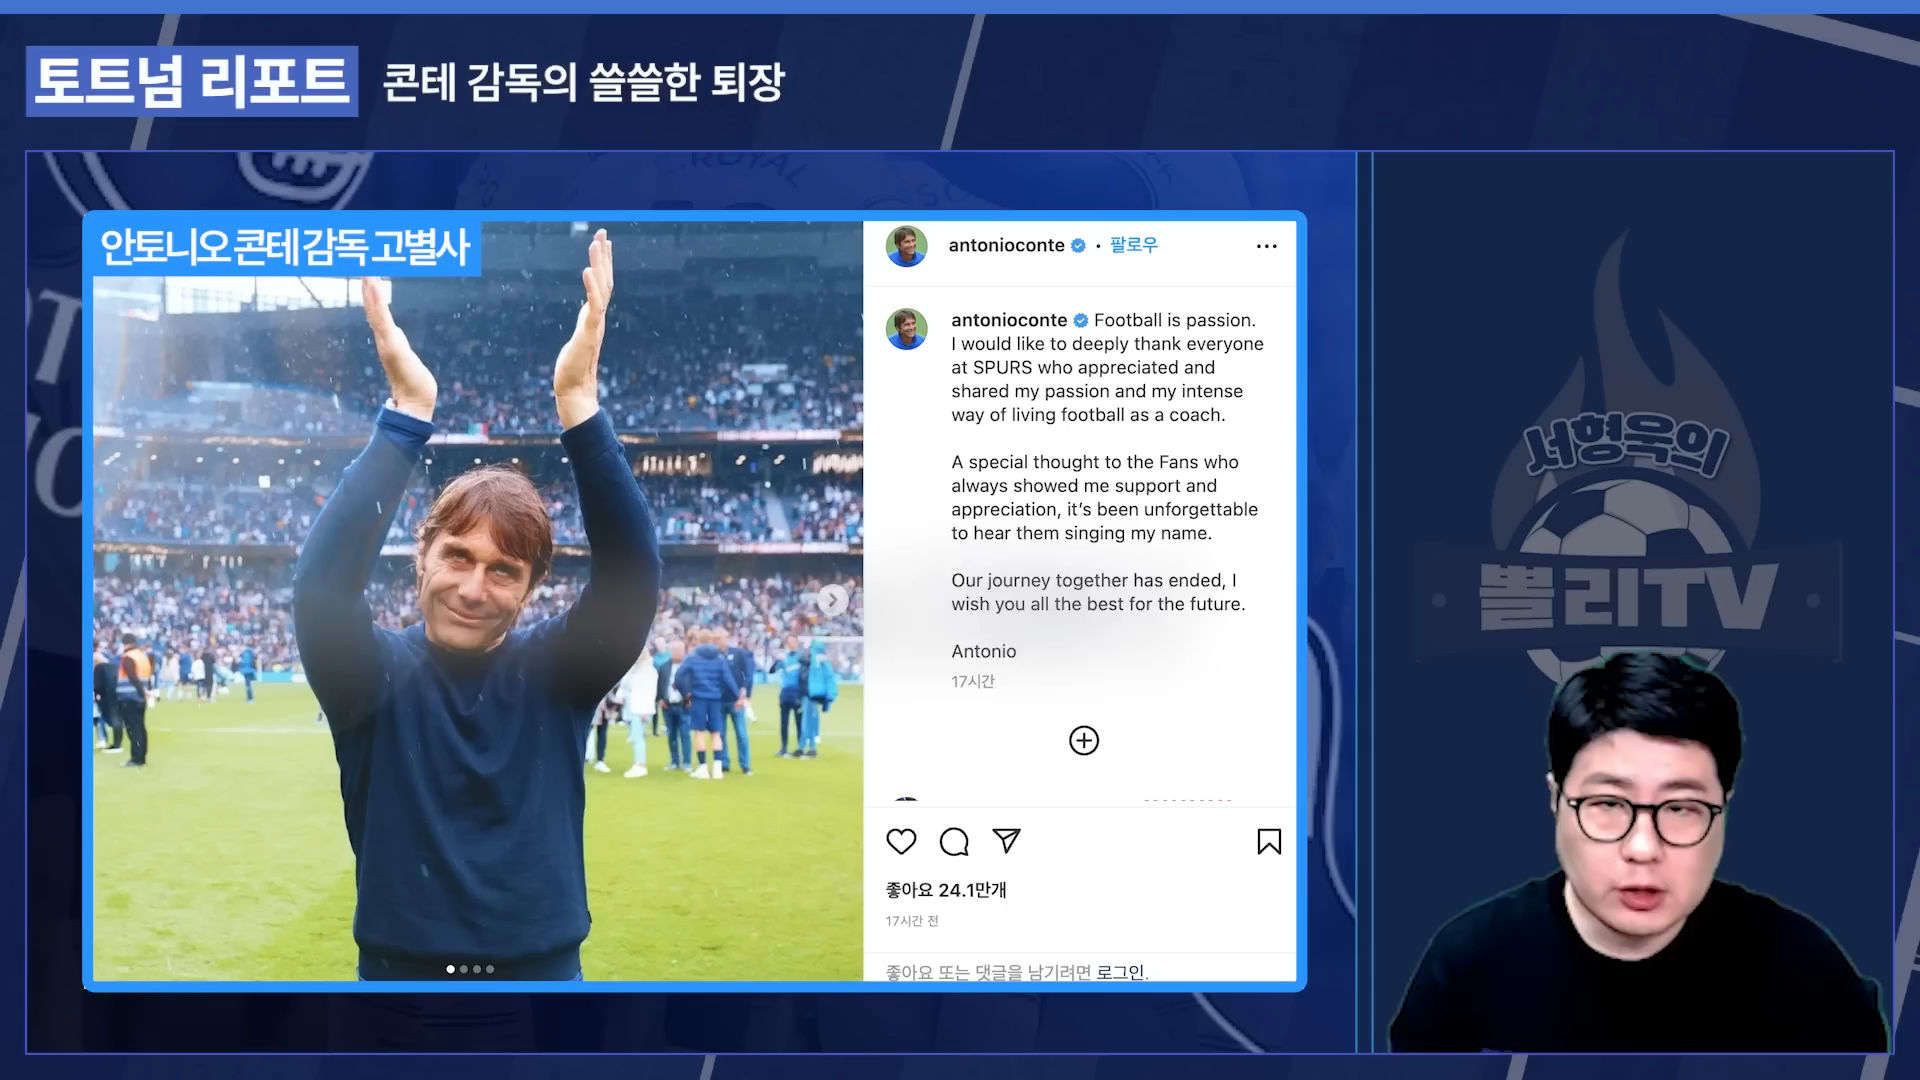 토트넘 리포트 콘테 감독의 쓸쓸한 퇴장
안토니오 콘테 감독 고별사
antonioconte • 팔로우
antonioconte Football is passion.
I would like to deeply thank everyone
at SPURS who appreciated and
shared my passion and my intense
way of living football as a coach.
A special thought to the Fans who
always showed me support and
appreciation, it’s been unforgettable
to hear them singing my name.
Our journey together has ended, I
wish you all the best for the future.
Antonio
17시간
좋아요 24.1만개
17시간 전
좋아요 또는 댓글을 남기려면 로그인.
서형욱의
뽈리TV
E.ROYAL